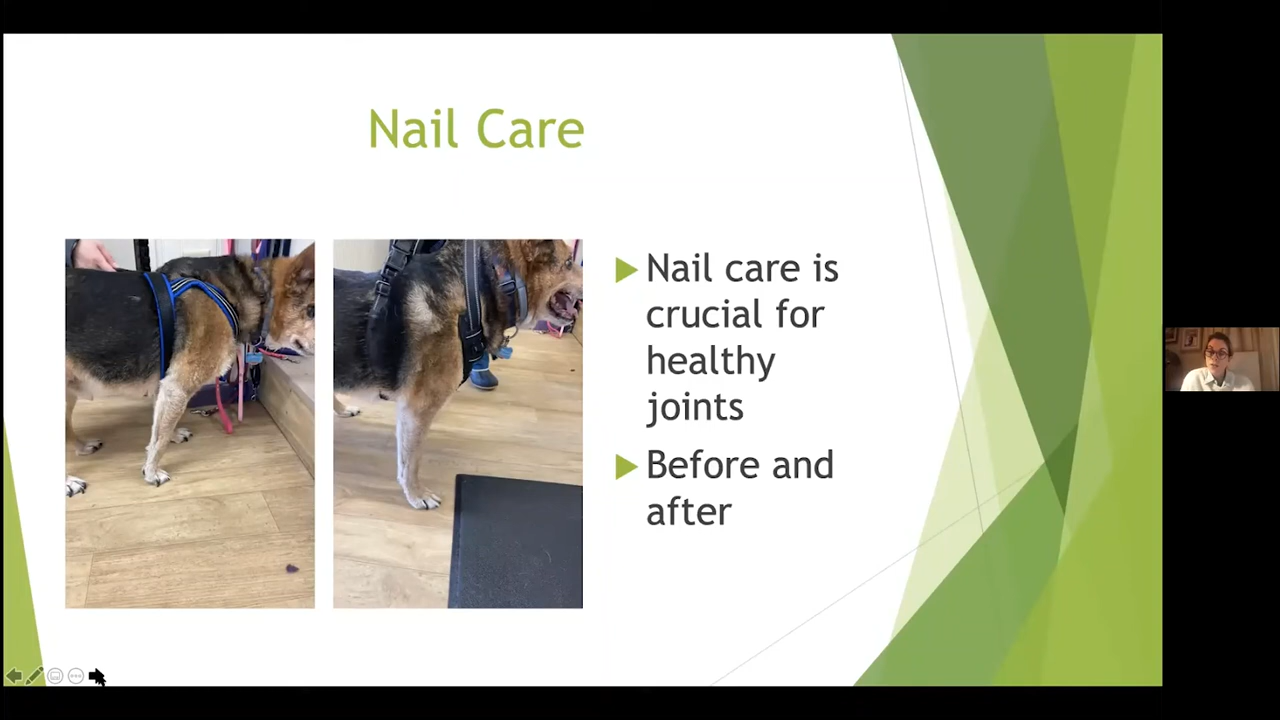 Nail Care
Nail care is
crucial for
healthy
joints
Before and
after